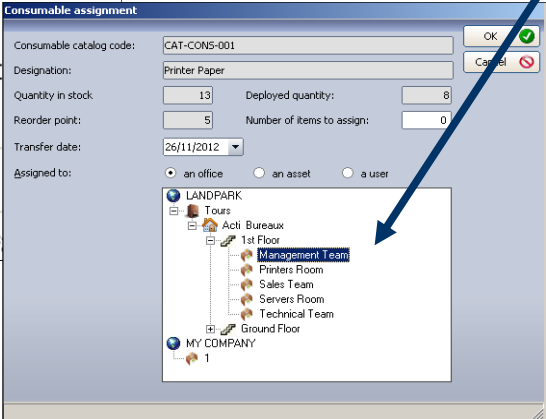 Consumable assignment
Consumable catalog code: CAT-CONS-001 OK
Designation: Printer Paper
Quantity in stock 13 Deployed quantity: 8
Reorder point: 5 Number of items to assign: 0
Transfer date: 26/11/2012
Assigned to: an office an asset a user
LANDPARK
Tours
Acti Bureaux
1st Floor
Management Team
Printers Room
Sales Team
Servers Room
Technical Team
Ground Floor
MY COMPANY
1